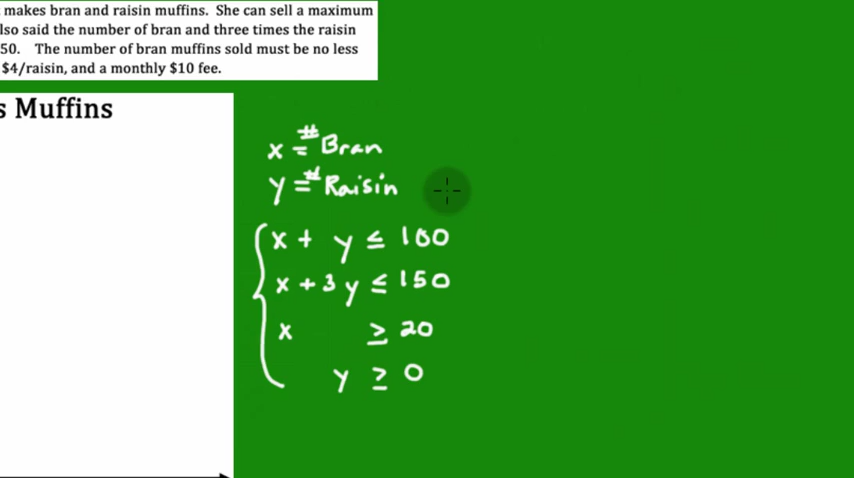 makes bran and raisin muffins. She can sell a maximum
lso said the number of bran and three times the raisin
50. The number of bran muffins sold must be no less
$4/raisin, and a monthly $10 fee.
s Muffins
x = # Bran
y = # Raisin
x + y ≤ 100
x + 3y ≤ 150
x ≥ 20
y ≥ 0